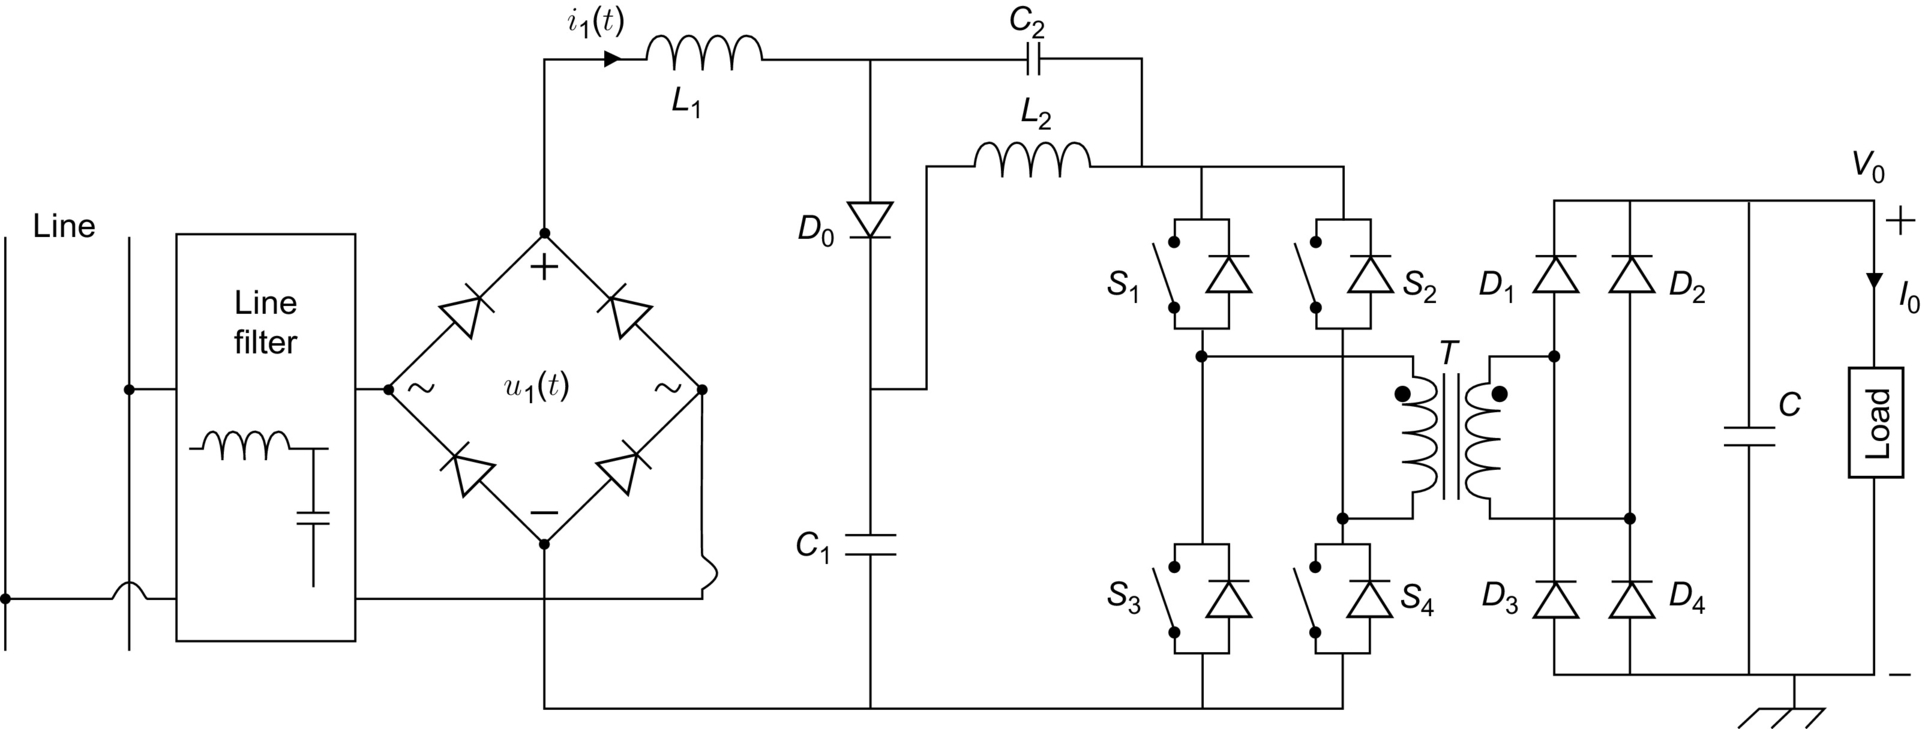 i₁(t)
L₁
C₂
L₂
Line
Line
filter
+
∼
u₁(t)
∼
−
D₀
C₁
S₁
S₂
S₃
S₄
T
D₁
D₂
D₃
D₄
C
V₀
+
I₀
Load
−